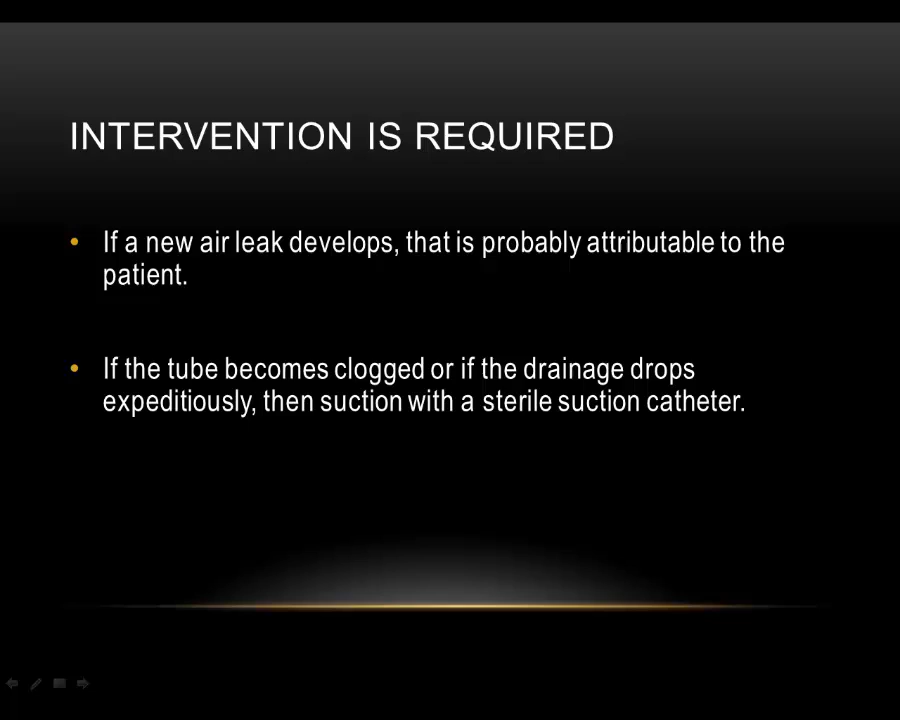 INTERVENTION IS REQUIRED
• If a new air leak develops, that is probably attributable to the
patient.
• If the tube becomes clogged or if the drainage drops
expeditiously, then suction with a sterile suction catheter.